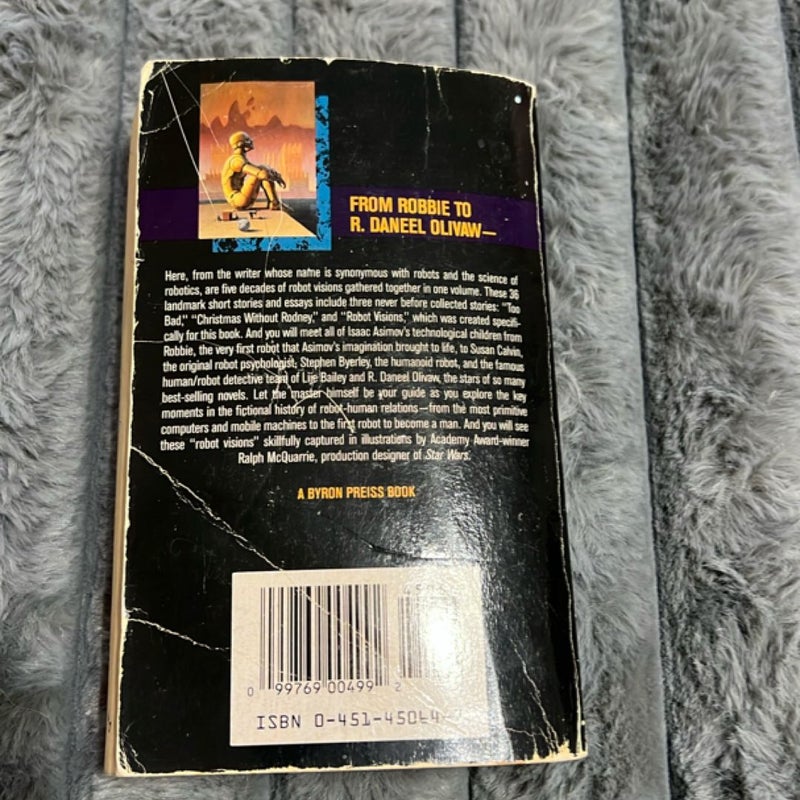 FROM ROBBIE TO
R. DANEEL OLIVAW—
Here, from the writer whose name is synonymous with robots and the science of
robotics, are five decades of robot visions gathered together in one volume. These 36
landmark short stories and essays include three never before collected stories: "Too
Bad," "Christmas Without Rodney," and "Robot Visions," which was created specifi-
cally for this book. And you will meet all of Isaac Asimov's technological children from
Robbie, the very first robot that Asimov's imagination brought to life, to Susan Calvin,
the original robot psychologist; Stephen Byerley, the humanoid robot, and the famous
human/robot detective team of Lije Bailey and R. Daneel Olivaw, the stars of so many
best-selling novels. Let the master himself be your guide as you explore the key
moments in the fictional history of robot-human relations—from the most primitive
computers and mobile machines to the first robot to become a man. And you will see
these "robot visions" skillfully captured in illustrations by Academy Award-winner
Ralph McQuarrie, production designer of Star Wars.
A BYRON PREISS BOOK
0 99769 00499 2
ISBN 0-451-4506